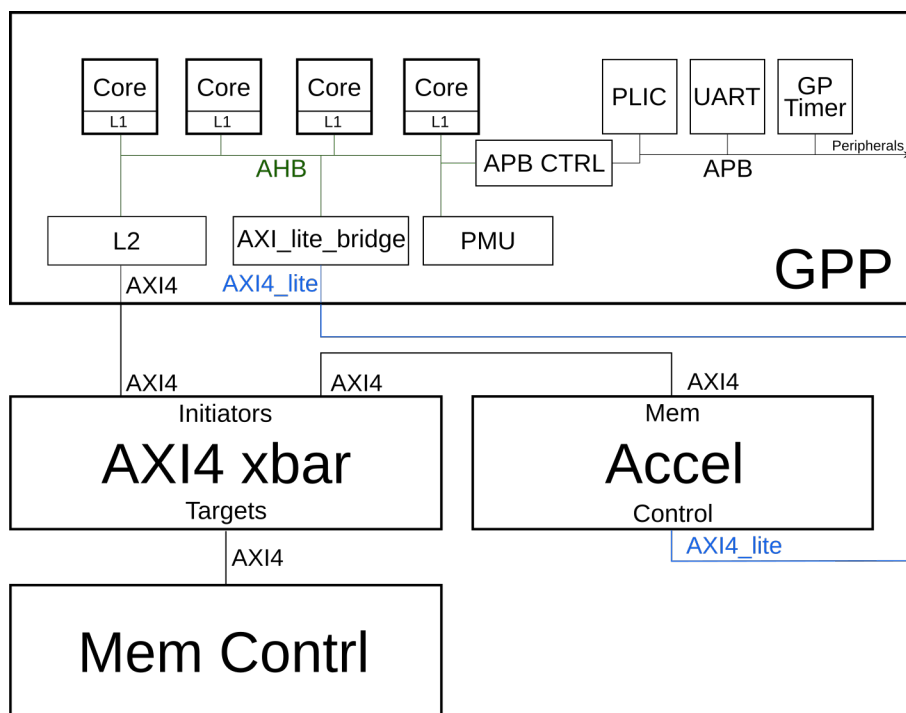 Core
L1
Core
L1
Core
L1
Core
L1
PLIC
UART
GP
Timer
Peripherals
AHB
APB CTRL
APB
L2
AXI_lite_bridge
PMU
GPP
AXI4
AXI4_lite
AXI4
AXI4
AXI4
Initiators
AXI4 xbar
Targets
Mem
Accel
Control
AXI4
AXI4_lite
Mem Contrl